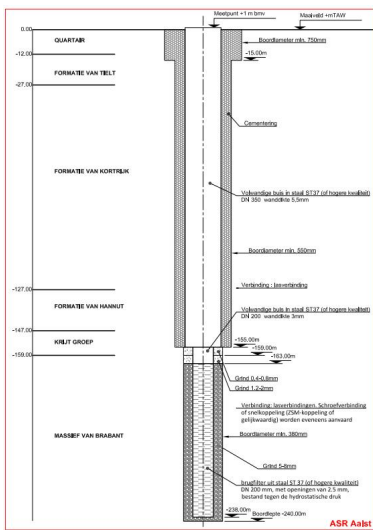 Meetpunt +1 m bmv
Maaiveld +mTAW
0.00
QUARTAIR
Boordiameter min. 750mm
-12.00
-15.00m
FORMATIE VAN TIELT
-27.00
Cementering
FORMATIE VAN KORTRIJK
Volwandige buis in staal ST37 (of hogere kwaliteit)
DN 350 wanddikte 5,5mm
Boordiameter min. 550mm
-127.00
Verbinding : lasverbinding
FORMATIE VAN HANNUT
Volwandige buis in staal ST37 (of hogere kwaliteit)
DN 200 wanddikte 3mm
-147.00
KRIJT GROEP
-155.00m
-159.00m
-159.00
-163.00m
Grind 0.4-0.8mm
Grind 1.2-2mm
Verbinding: lasverbindingen, Schroefverbinding
of snelkoppeling (ZSM-koppeling of
gelijkwaardig) worden eveneens aanvaard
MASSIEF VAN BRABANT
Boordiameter min. 380mm
Grind 5-8mm
brugfilter uit staal ST 37 (of hogere kwaliteit)
DN 200 mm, met openingen van 2.5 mm,
bestand tegen de hydrostatische druk
-238.00m
Boordiepte -240.00m
ASR Aalst